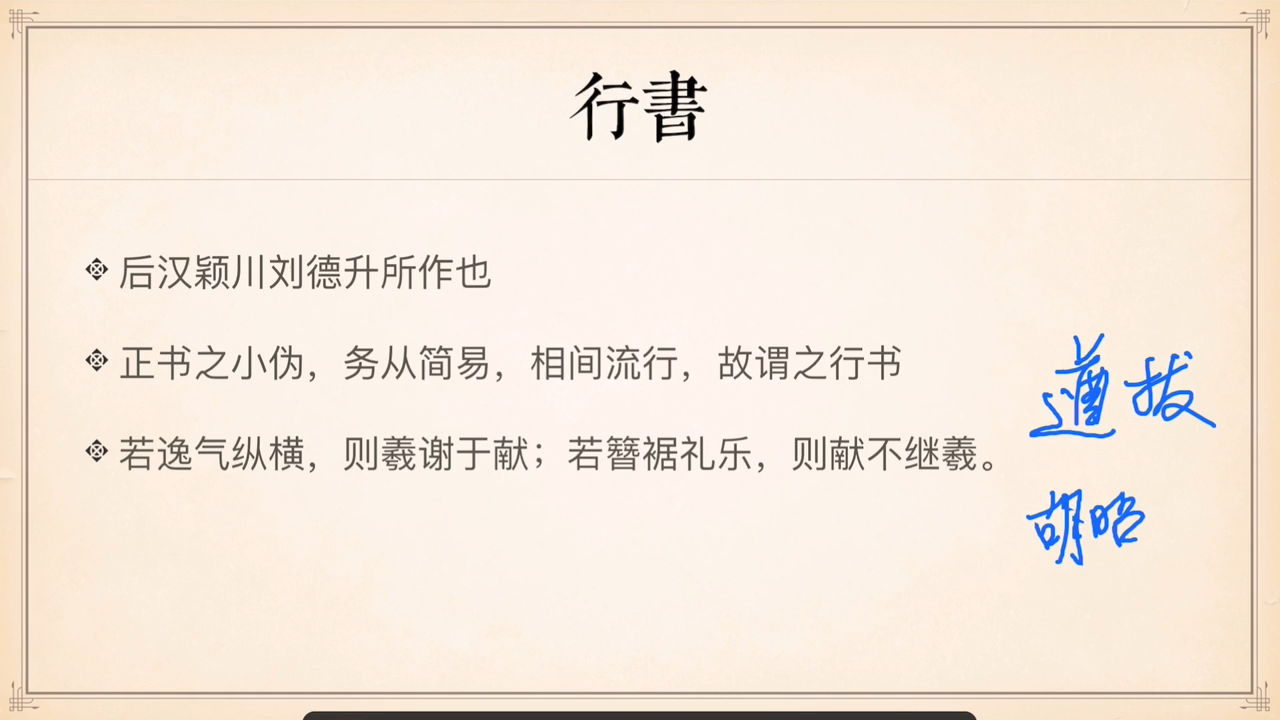 行書
后汉颖川刘德升所作也
正书之小伪，务从简易，相间流行，故谓之行书
若逸气纵横，则羲谢于献；若簪裾礼乐，则献不继羲。
遒拔
胡昭